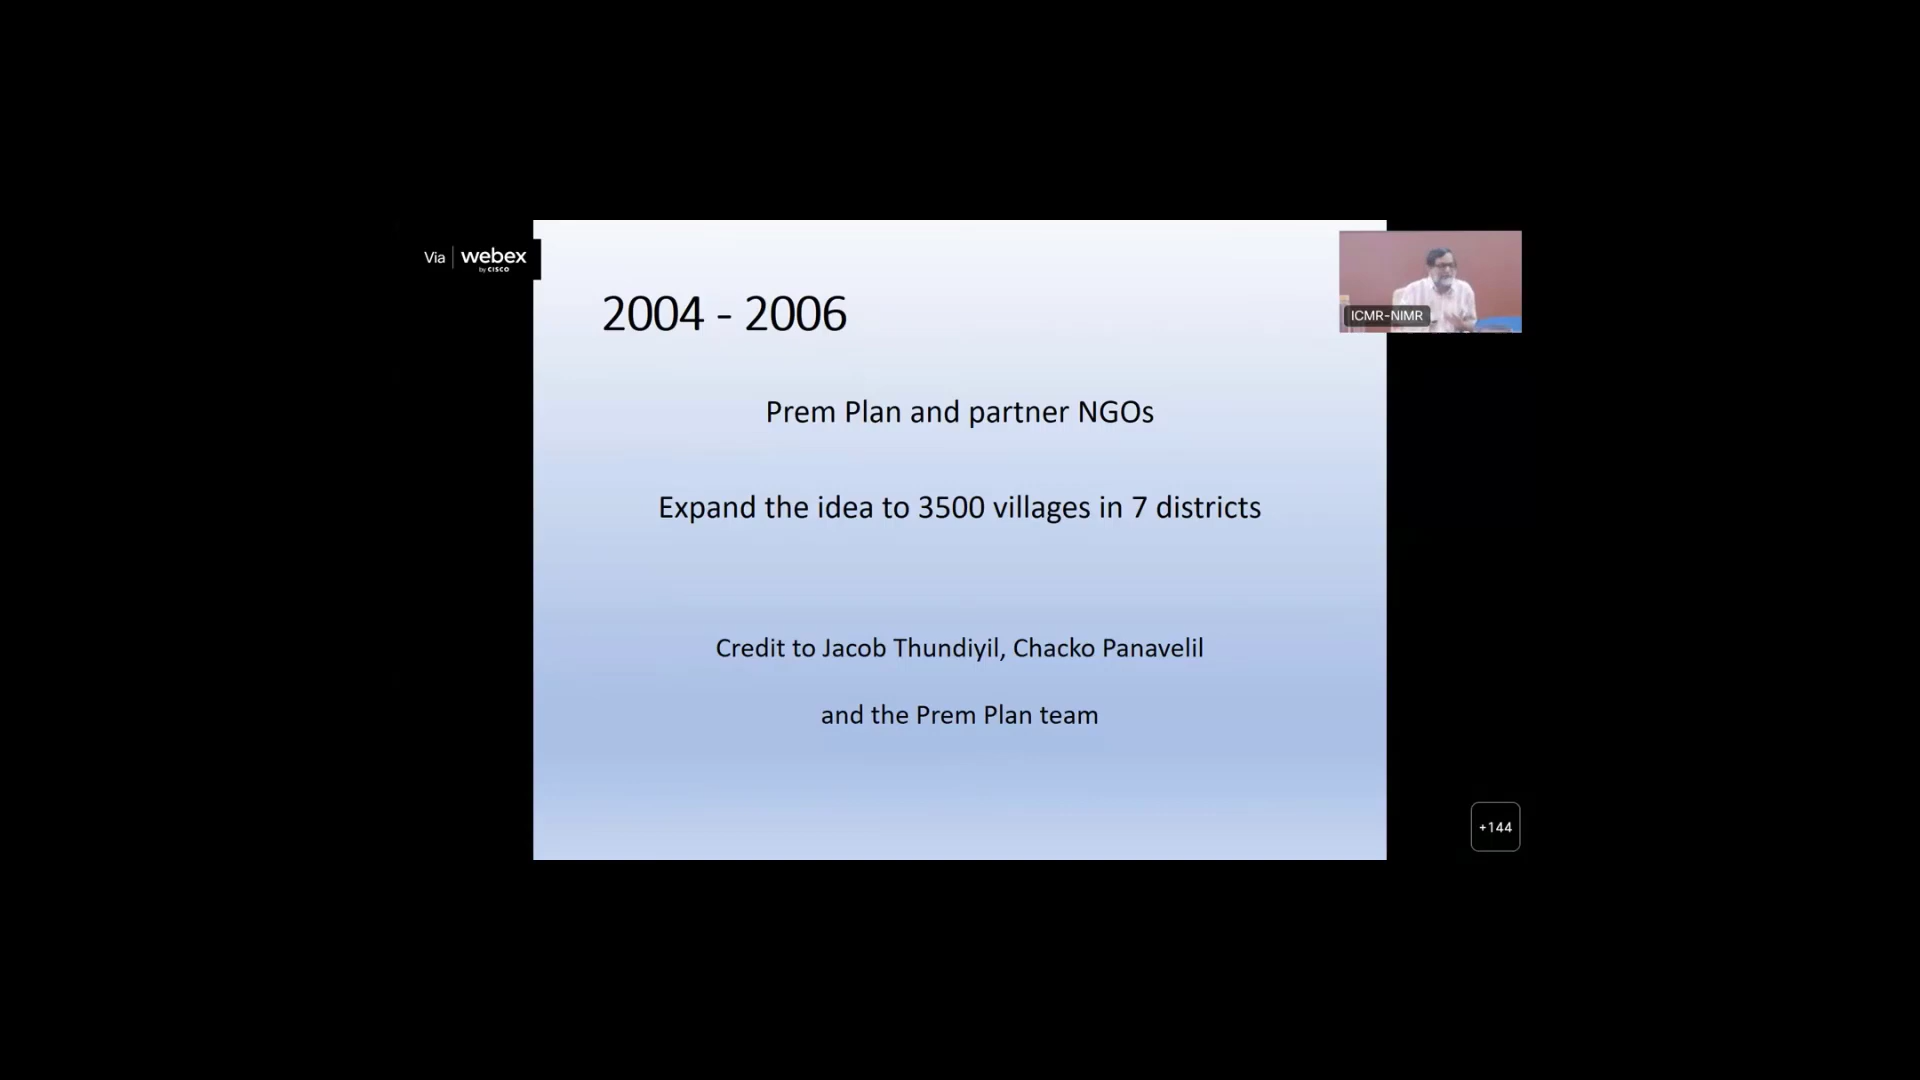 Via webex
by CISCO
2004 - 2006
ICMR-NIMR
Prem Plan and partner NGOs
Expand the idea to 3500 villages in 7 districts
Credit to Jacob Thundiyil, Chacko Panavelil
and the Prem Plan team
+144